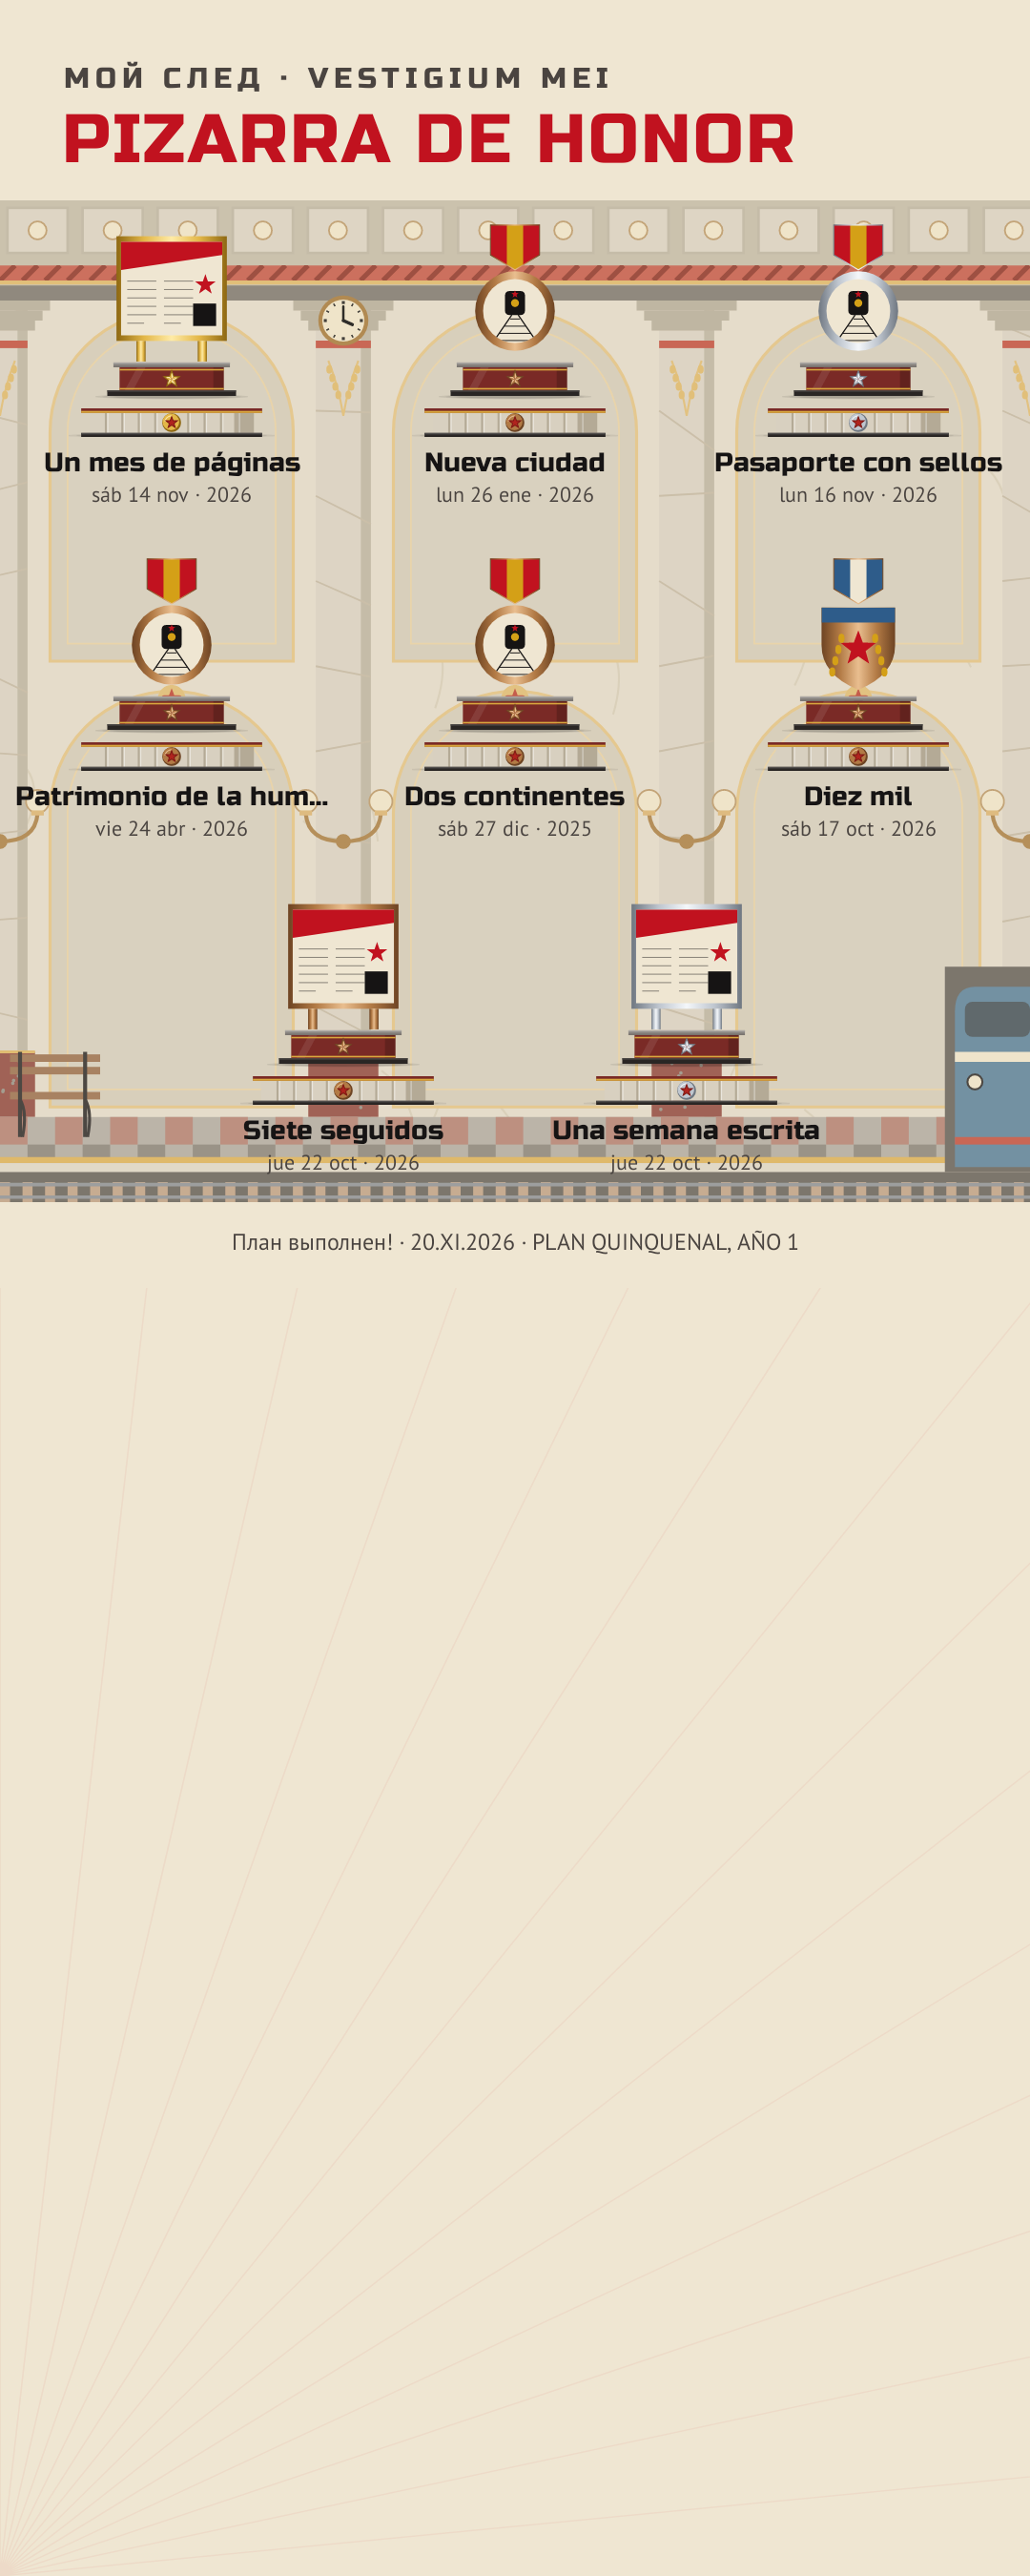 МОЙ СЛЕД · VESTIGIUM MEI
PIZARRA DE HONOR
Un mes de páginas
sáb 14 nov · 2026
Nueva ciudad
lun 26 ene · 2026
Pasaporte con sellos
lun 16 nov · 2026
Patrimonio de la hum...
vie 24 abr · 2026
Dos continentes
sáb 27 dic · 2025
Diez mil
sáb 17 oct · 2026
Siete seguidos
jue 22 oct · 2026
Una semana escrita
jue 22 oct · 2026
План выполнен! · 20.XI.2026 · PLAN QUINQUENAL, AÑO 1